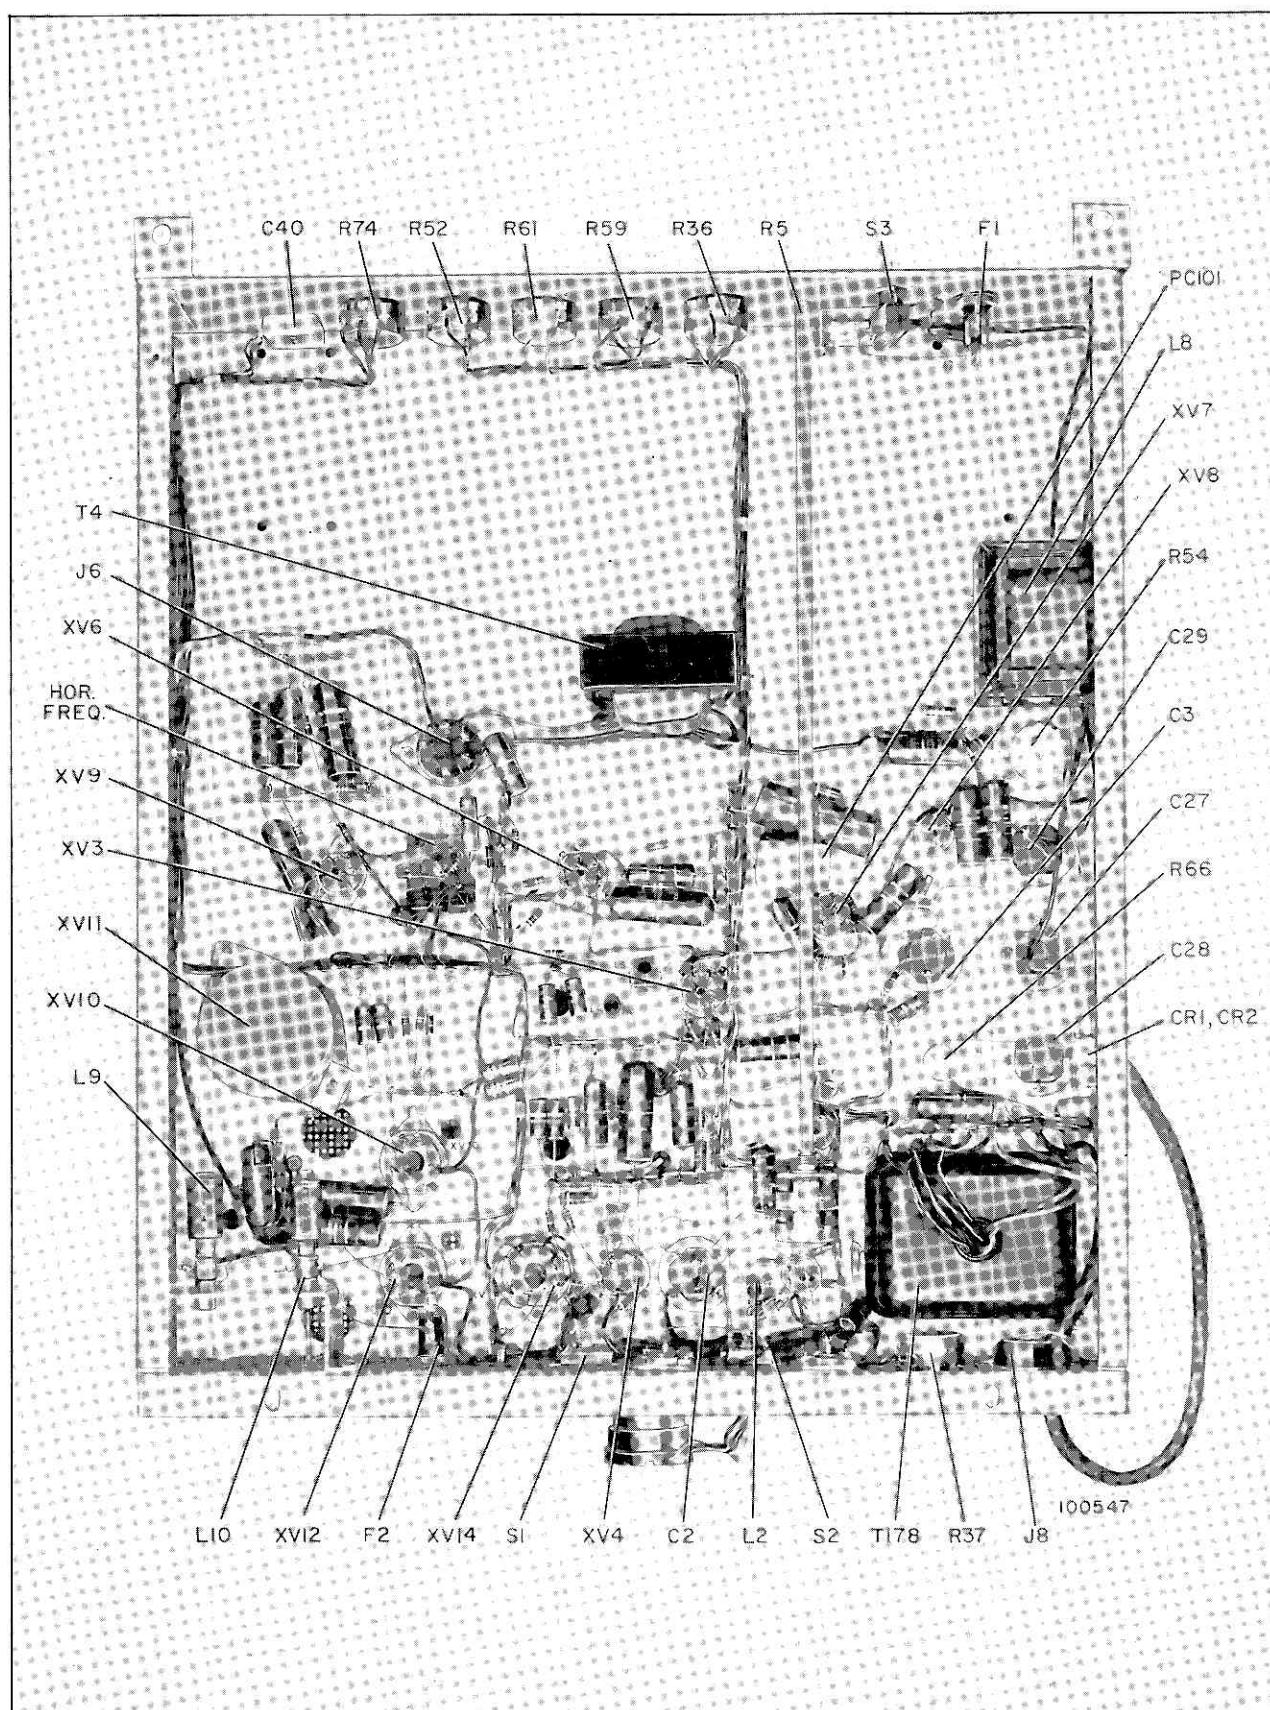 C40 R74 R52 R61 R59 R36 R5 S3 F1
PC101
L8
XV7
XV8
R54
C29
C3
C27
R66
C28
CR1, CR2
T4
J6
XV6
HOR.
FREQ.
XV9
XV3
XV11
XV10
L9
100547
L10 XV12 F2 XV14 S1 XV4 C2 L2 S2 T178 R37 J8